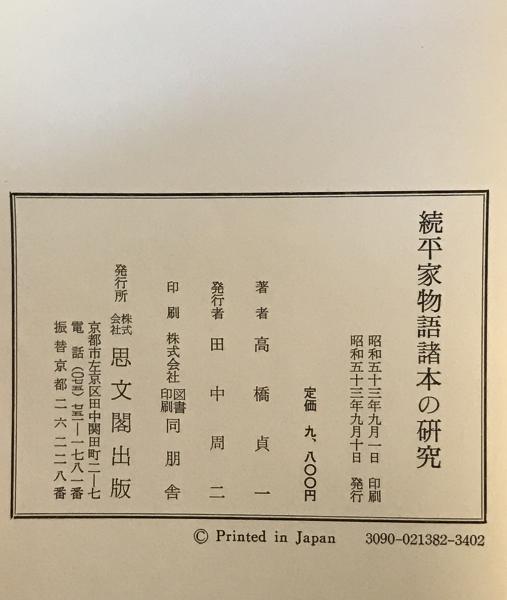 続平家物語諸本の研究
昭和五十三年九月一日 印刷
昭和五十三年九月十日 発行
定価 九、八〇〇円
著者 高橋貞一
発行者 田中周二
印刷 株式会社 図書印刷 同朋舎
発行所 株式会社 思文閣出版
京都市左京区田中関田町二―七
電話(〇七五)七五一―一七八一番
振替京都二六二二八番
© Printed in Japan 3090-021382-3402